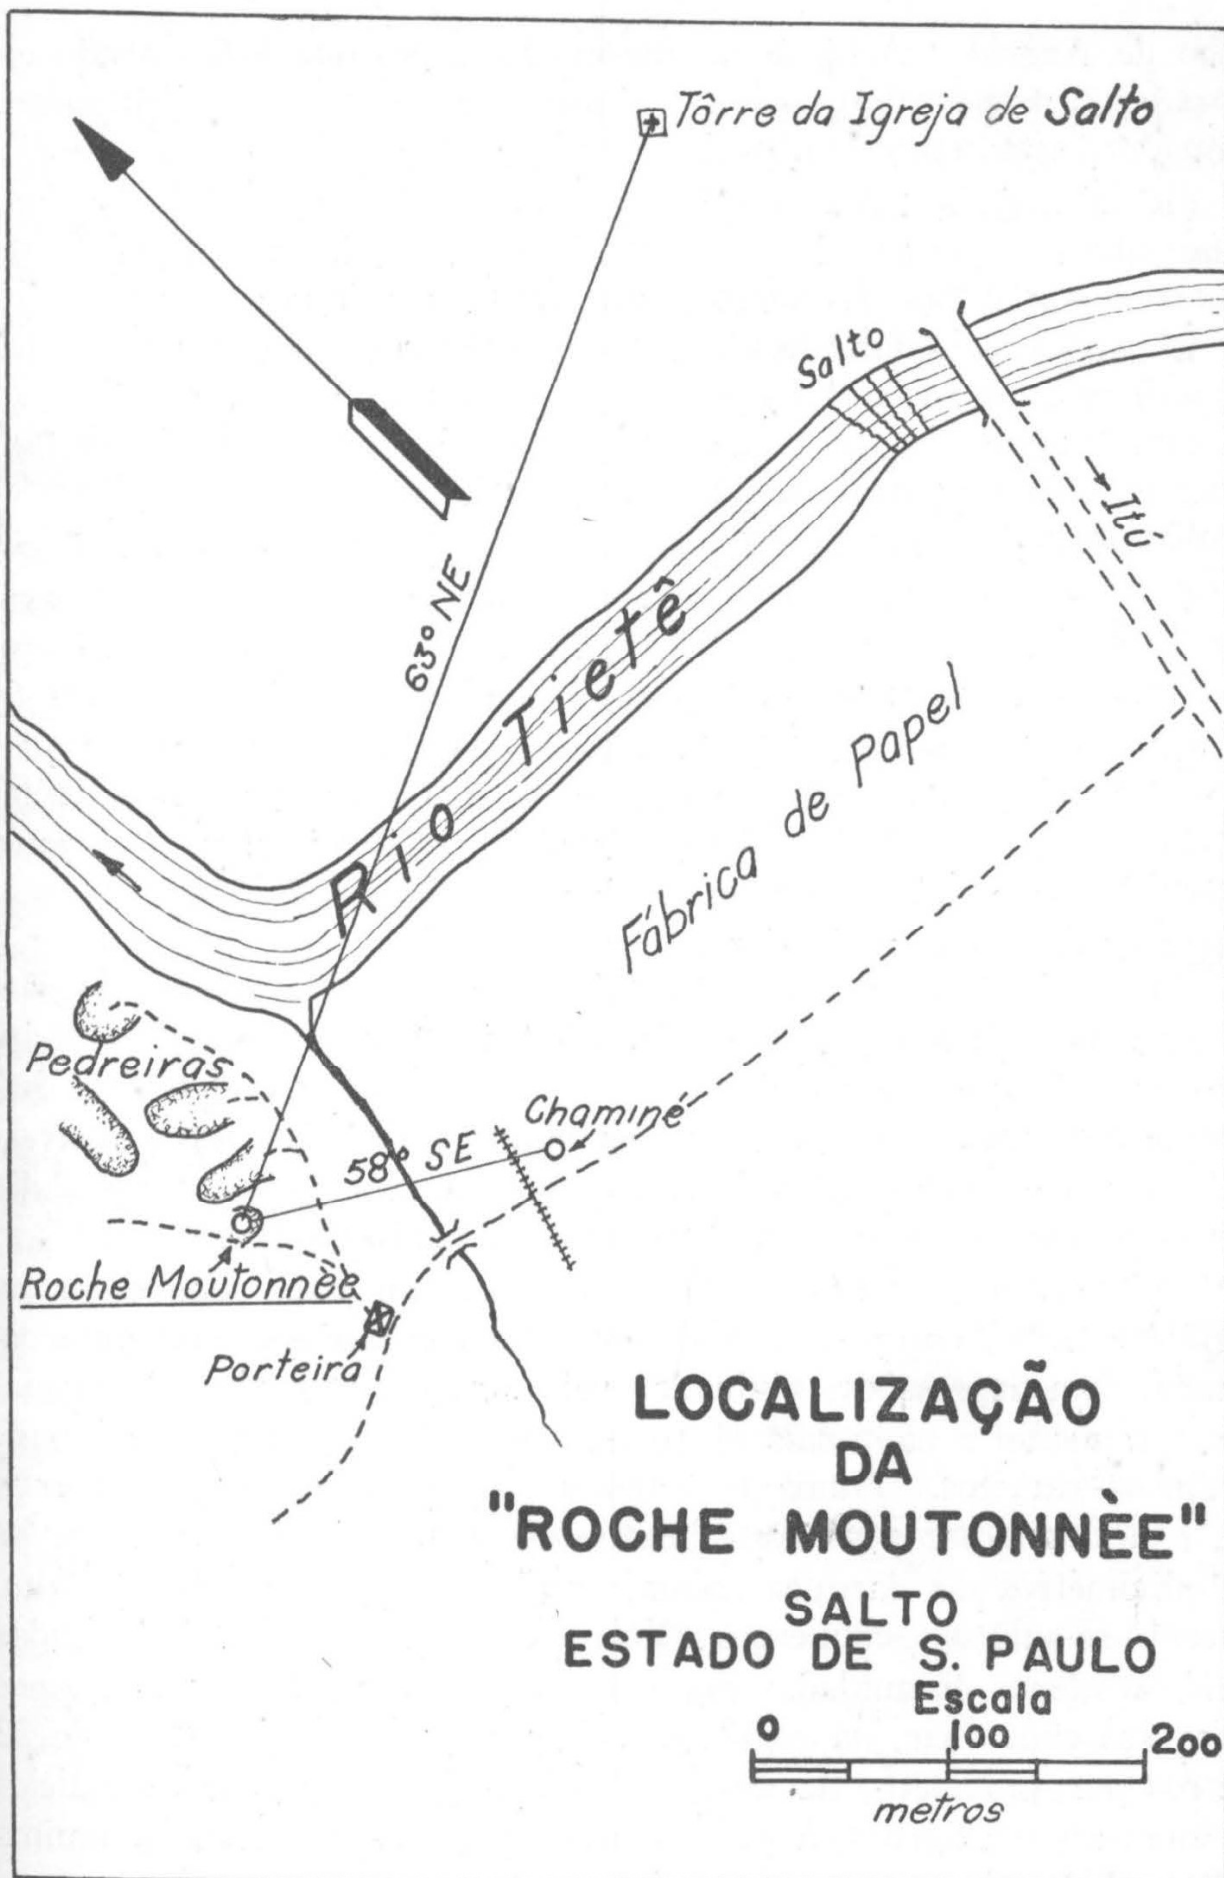 Tôrre da Igreja de Salto
Salto
Itú
63° NE
Rio Tietê
Fábrica de Papel
Pedreiras
Chaminé
58° SE
Roche Moutonnèe
Porteira
LOCALIZAÇÃO
DA
"ROCHE MOUTONNÈE"
SALTO
ESTADO DE S. PAULO
Escala
0 100 200
metros